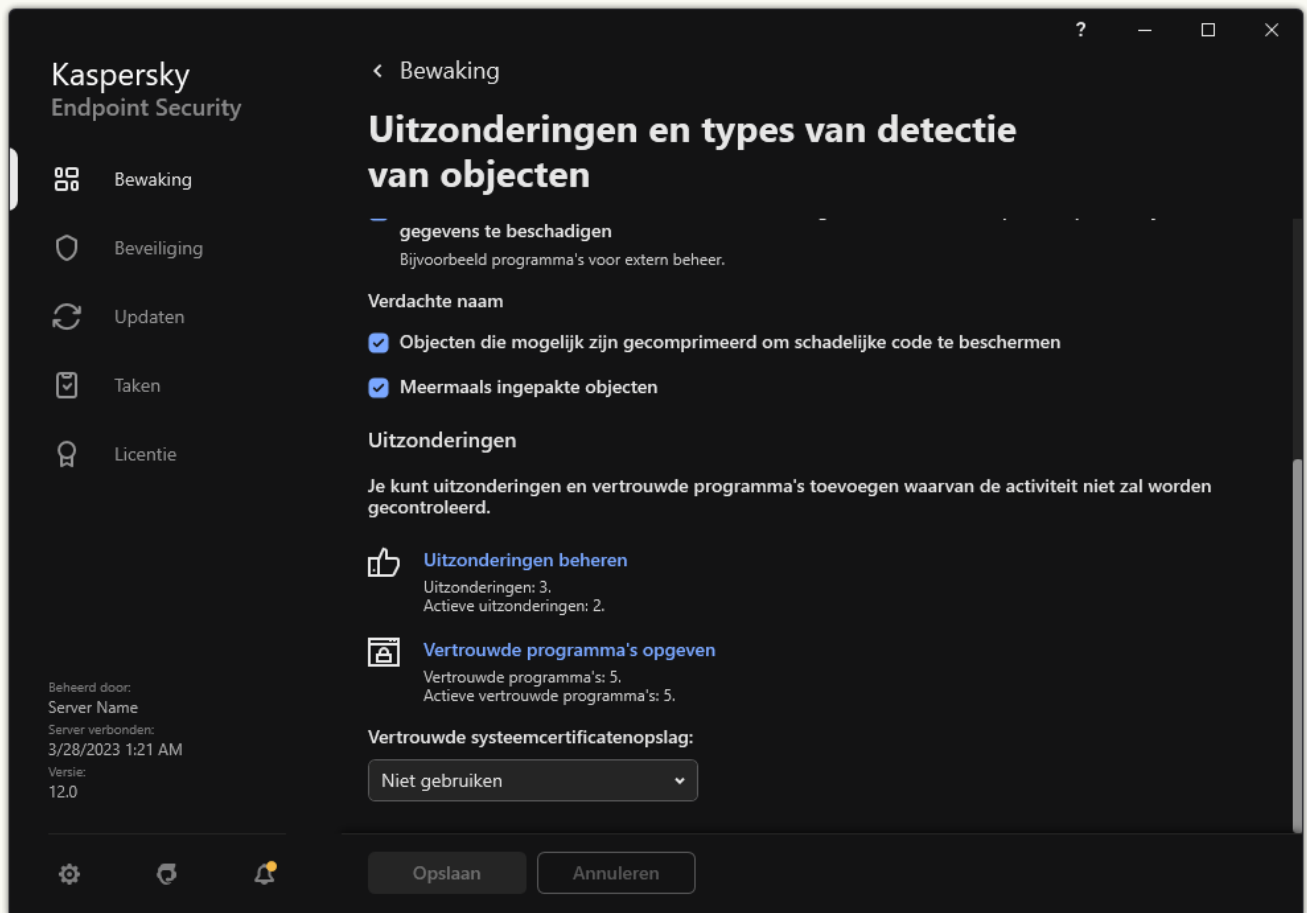 ?
Kaspersky
Endpoint Security
Bewaking
Beveiliging
Updaten
Taken
Licentie
Beheerd door:
Server Name
Server verbonden:
3/28/2023 1:21 AM
Versie:
12.0
Bewaking
Uitzonderingen en types van detectie
van objecten
gegevens te beschadigen
Bijvoorbeeld programma's voor extern beheer.
Verdachte naam
Objecten die mogelijk zijn gecomprimeerd om schadelijke code te beschermen
Meermaals ingepakte objecten
Uitzonderingen
Je kunt uitzonderingen en vertrouwde programma's toevoegen waarvan de activiteit niet zal worden
gecontroleerd.
Uitzonderingen beheren
Uitzonderingen: 3.
Actieve uitzonderingen: 2.
Vertrouwde programma's opgeven
Vertrouwde programma's: 5.
Actieve vertrouwde programma's: 5.
Vertrouwde systeemcertificatenopslag:
Niet gebruiken
Opslaan
Annuleren